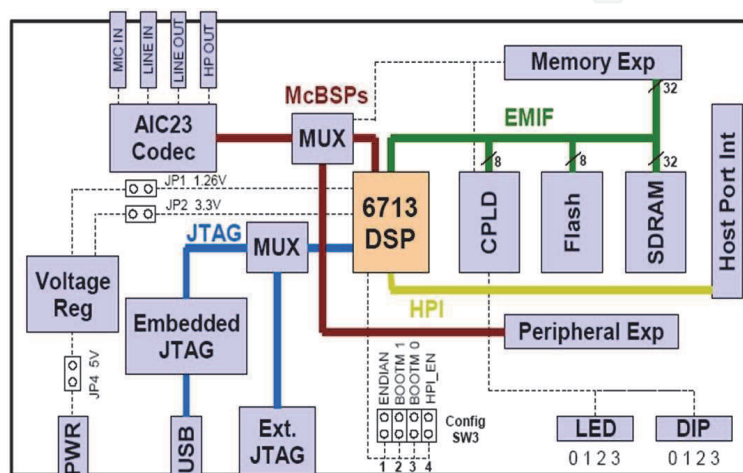 MIC IN
LINE IN
LINE OUT
HP OUT
Memory Exp
32
McBSPs
AIC23
Codec
MUX
EMIF
8
8
32
JP1 1.26V
JP2 3.3V
6713
DSP
CPLD
Flash
SDRAM
Host Port Int
JTAG
MUX
Voltage
Reg
HPI
Embedded
JTAG
Peripheral Exp
JP4 5V
ENDIAN
BOOTM 1
BOOTM 0
HPI_EN
Config
SW3
PWR
USB
Ext.
JTAG
LED
DIP
1 2 3 4
0 1 2 3
0 1 2 3